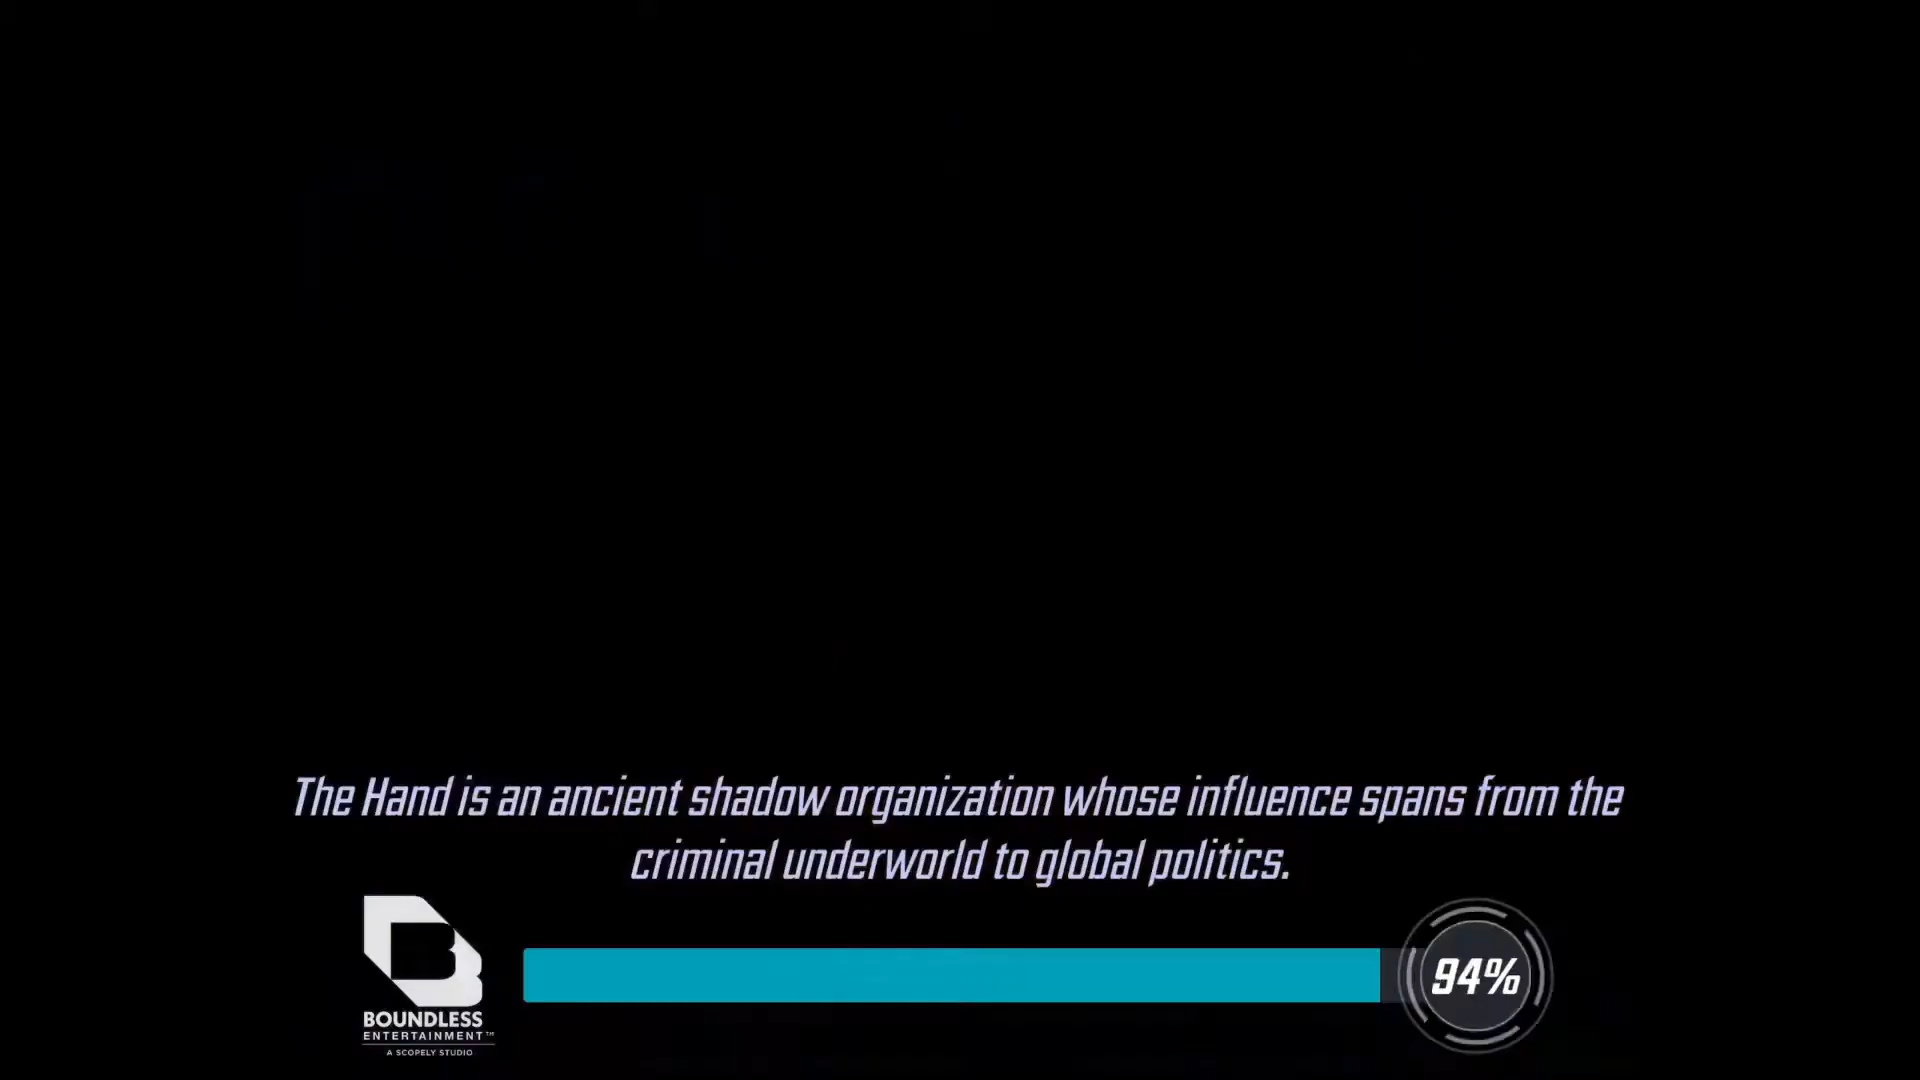 The Hand is an ancient shadow organization whose influence spans from the
criminal underworld to global politics.
94%
BOUNDLESS
ENTERTAINMENT™
A SCOPELY STUDIO